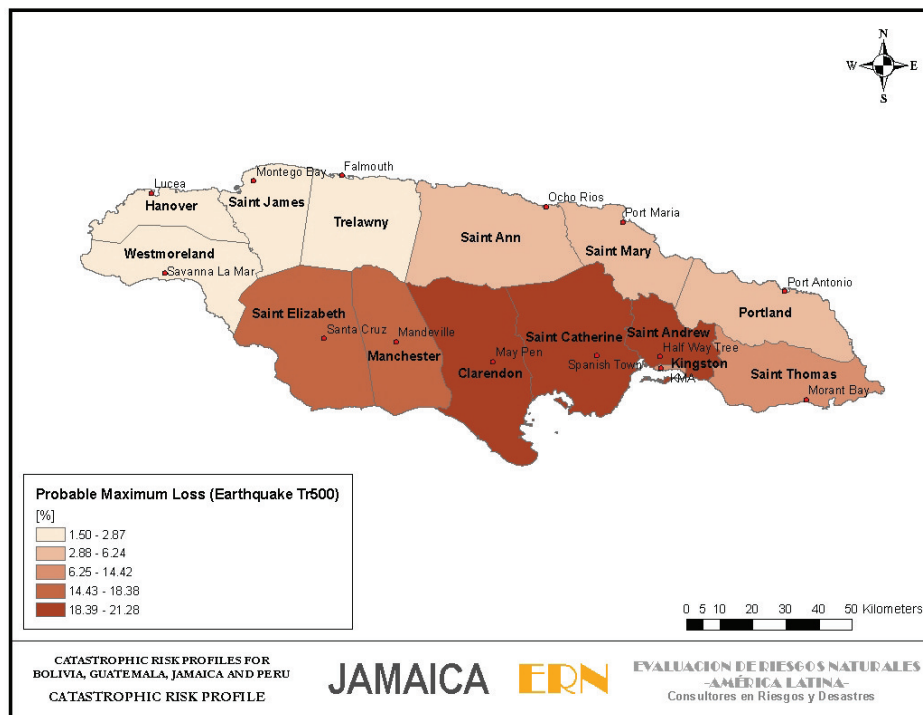 N
W E
S
Lucea
Montego Bay
Falmouth
Hanover
Saint James
Trelawny
Ocho Rios
Port Maria
Saint Ann
Saint Mary
Westmoreland
Savanna La Mar
Port Antonio
Portland
Saint Elizabeth
Santa Cruz
Mandeville
Manchester
May Pen
Clarendon
Saint Catherine
Spanish Town
Saint Andrew
Half Way Tree
Kingston
KMA
Saint Thomas
Morant Bay
Probable Maximum Loss (Earthquake Tr500)
[%]
1.50 - 2.87
2.88 - 6.24
6.25 - 14.42
14.43 - 18.38
18.39 - 21.28
0 5 10 20 30 40 50 Kilometers
CATASTROPHIC RISK PROFILES FOR
BOLIVIA, GUATEMALA, JAMAICA AND PERU
CATASTROPHIC RISK PROFILE
JAMAICA
ERN
EVALUACION DE RIESGOS NATURALES
-AMÉRICA LATINA-
Consultores en Riesgos y Desastres